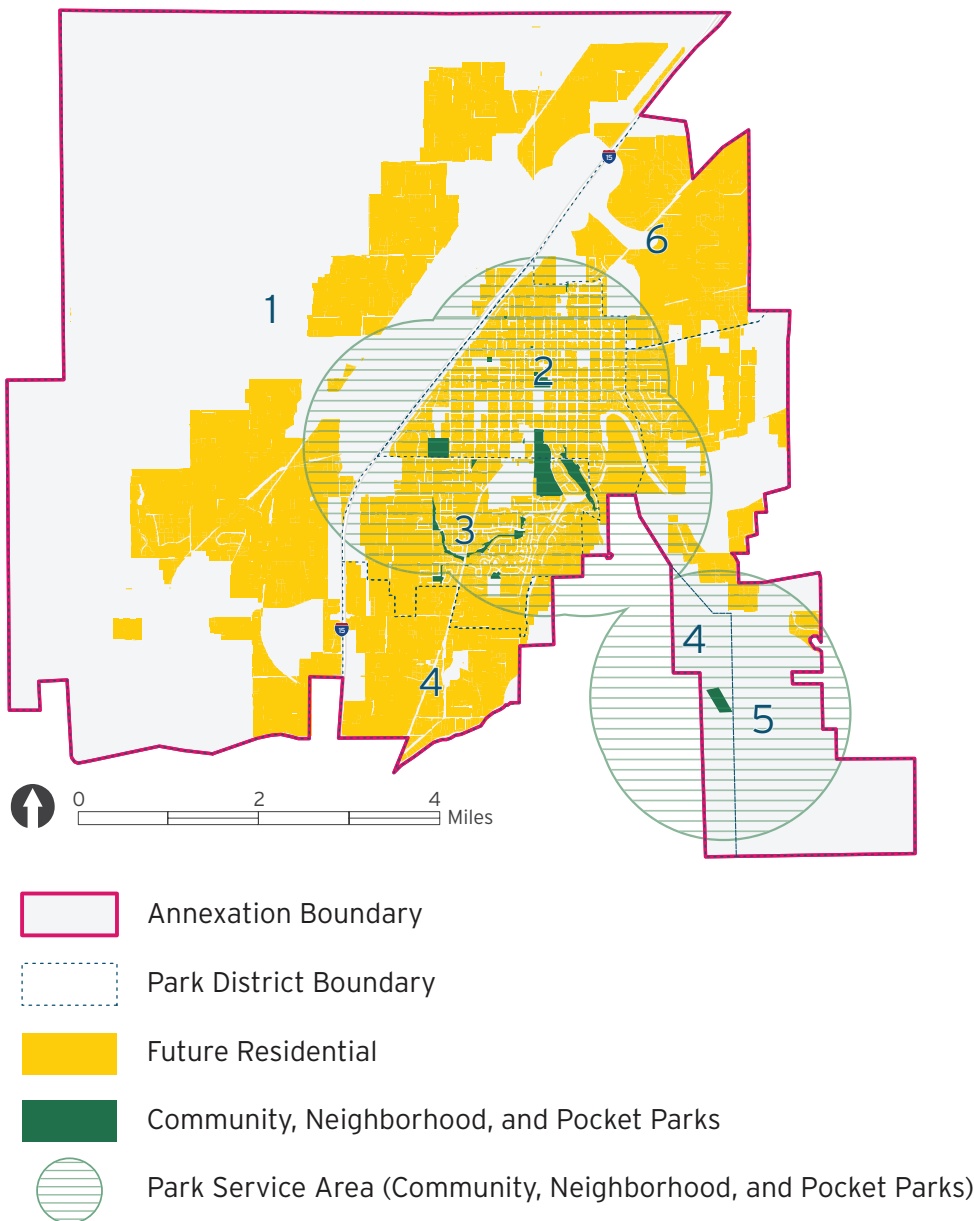 15
6
1
2
3
15
4
4
5
0 2 4
Miles
Annexation Boundary
Park District Boundary
Future Residential
Community, Neighborhood, and Pocket Parks
Park Service Area (Community, Neighborhood, and Pocket Parks)